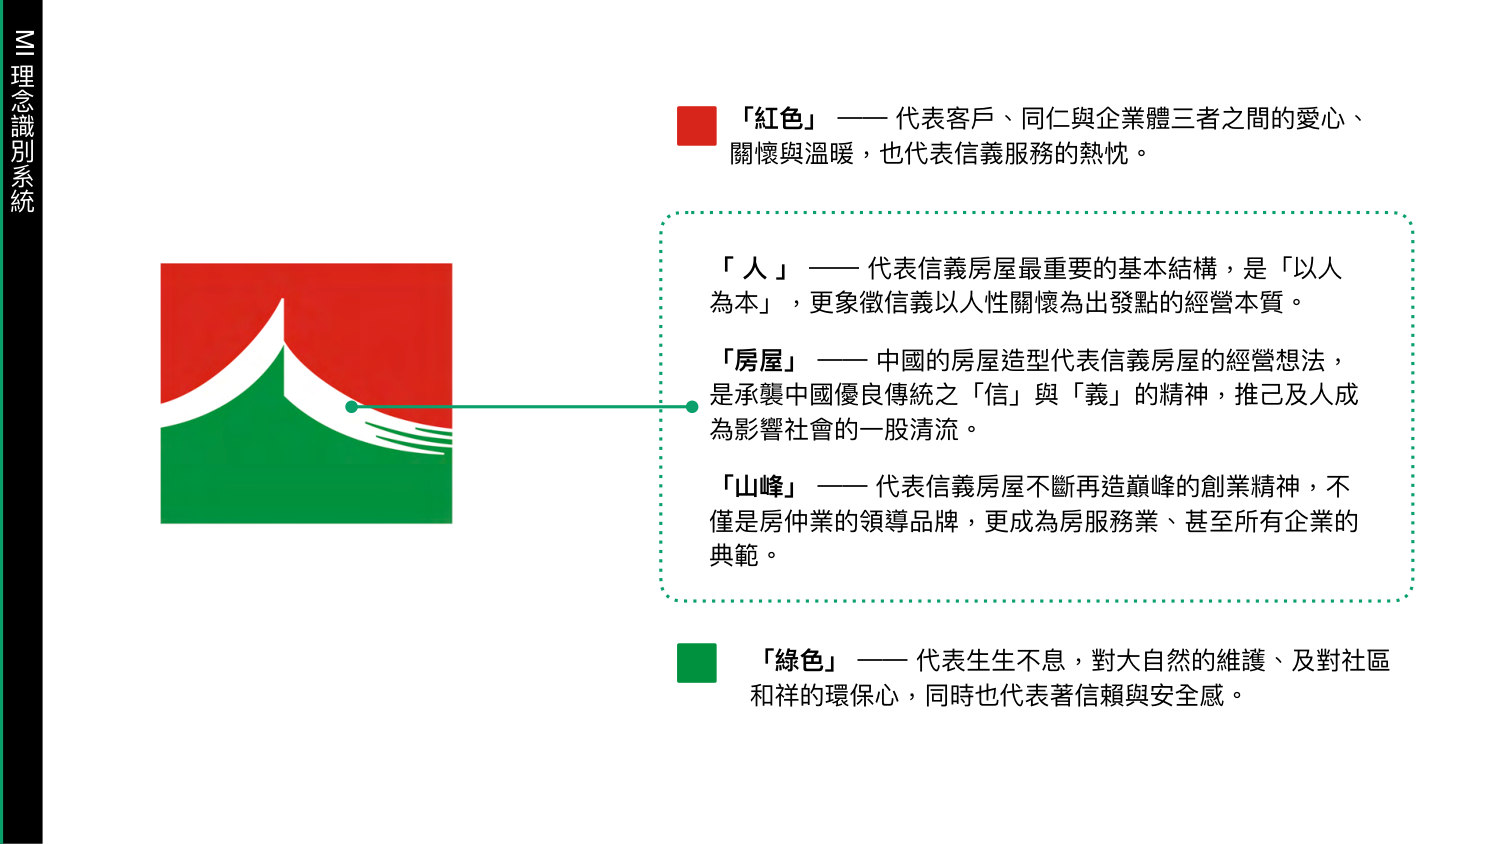 MI 理念識別系統
「紅色」 —— 代表客戶、同仁與企業體三者之間的愛心、
關懷與溫暖，也代表信義服務的熱忱。
「 人 」 —— 代表信義房屋最重要的基本結構，是「以人
為本」，更象徵信義以人性關懷為出發點的經營本質。
「房屋」 —— 中國的房屋造型代表信義房屋的經營想法，
是承襲中國優良傳統之「信」與「義」的精神，推己及人成
為影響社會的一股清流。
「山峰」 —— 代表信義房屋不斷再造巔峰的創業精神，不
僅是房仲業的領導品牌，更成為房服務業、甚至所有企業的
典範。
「綠色」 —— 代表生生不息，對大自然的維護、及對社區
和祥的環保心，同時也代表著信賴與安全感。